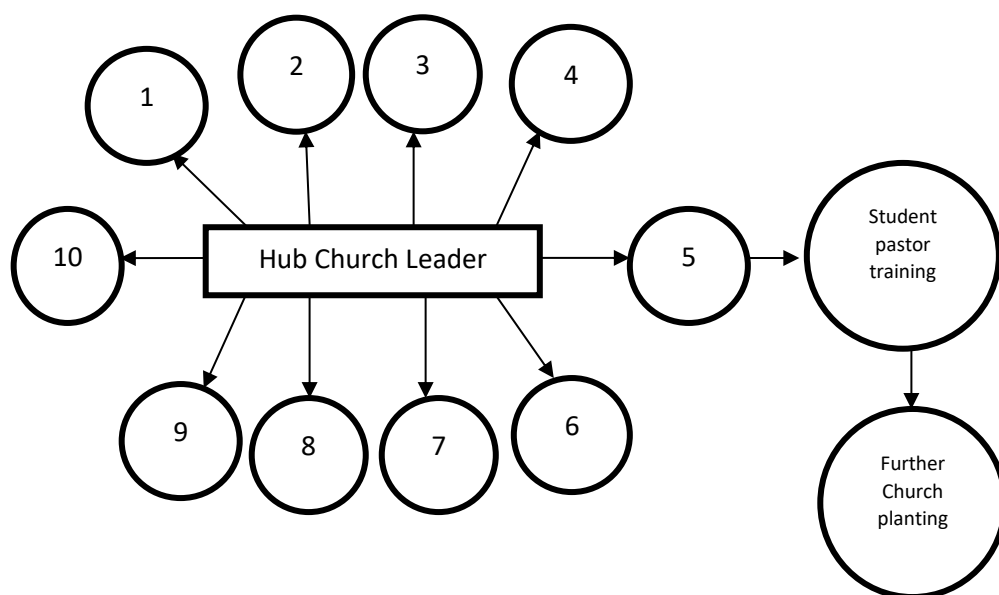 1
2
3
4
Student
pastor
training
10
Hub Church Leader
5
9
8
7
6
Further
Church
planting